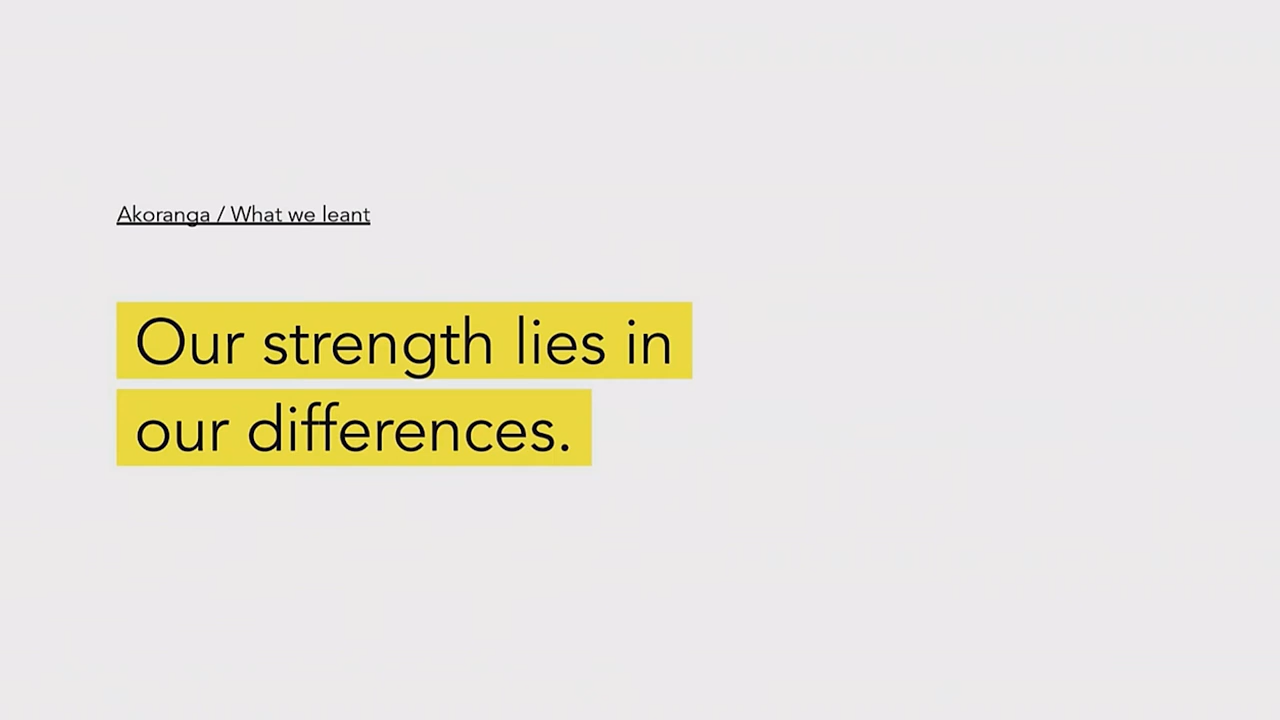 Akoranga / What we leant
Our strength lies in
our differences.